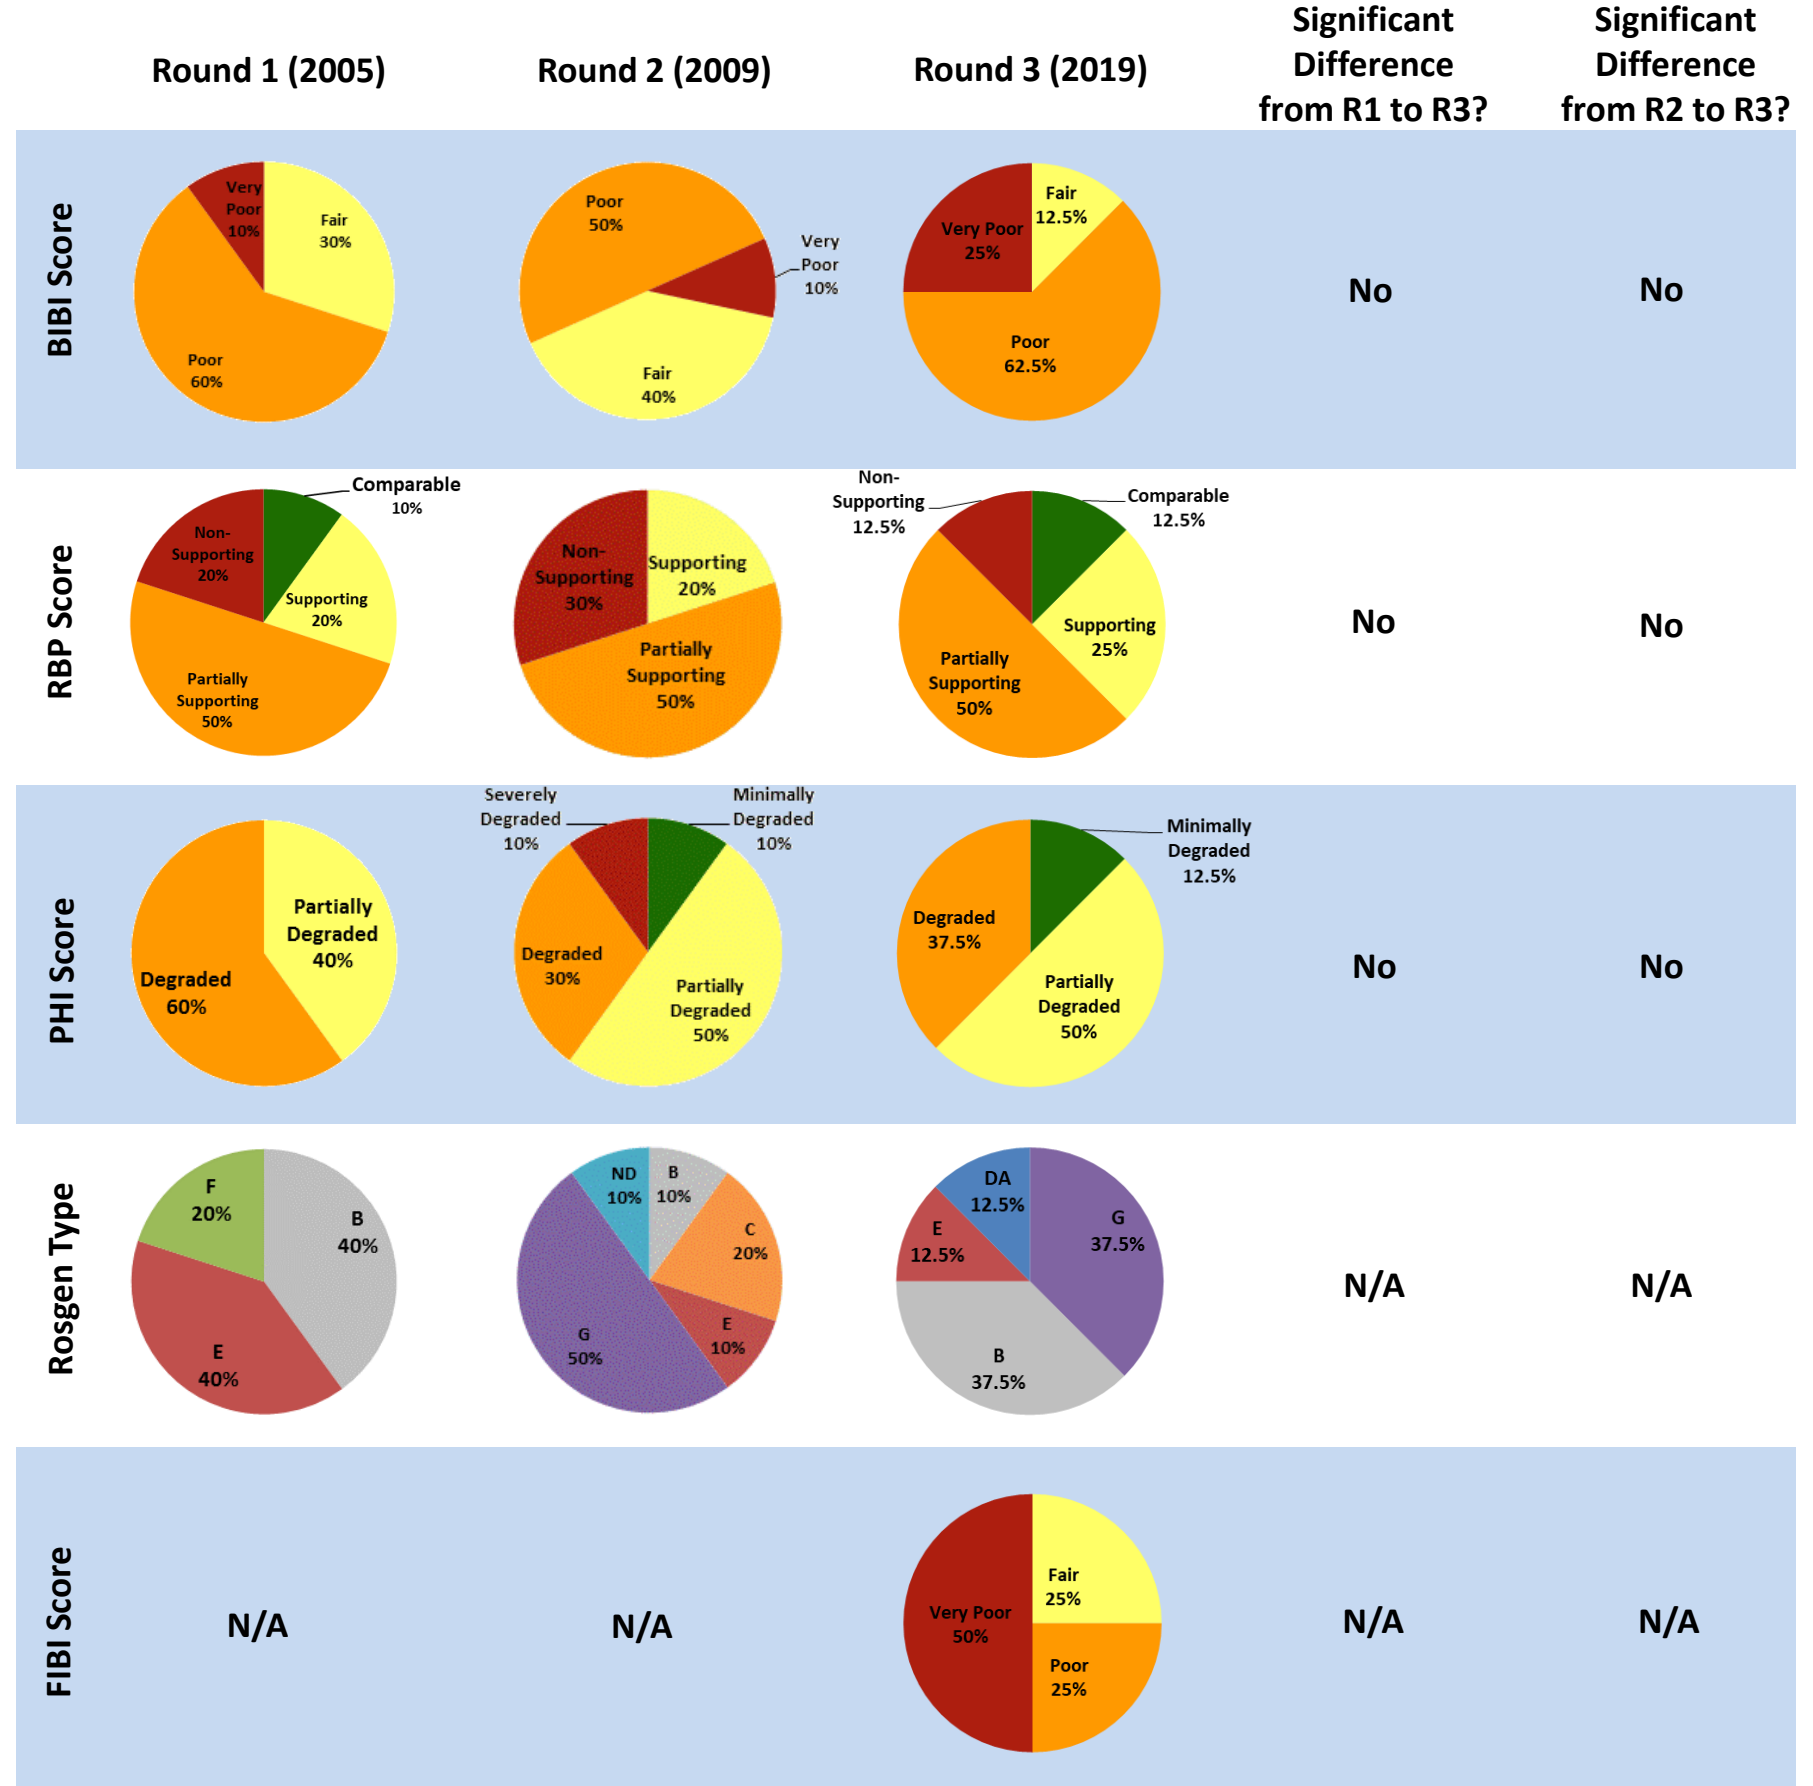 Round 1 (2005)
Round 2 (2009)
Round 3 (2019)
Significant
Difference
from R1 to R3?
Significant
Difference
from R2 to R3?
BIBI Score
Very
Poor
10%
Fair
30%
Poor
60%
Poor
50%
Very
Poor
10%
Fair
40%
Fair
12.5%
Very Poor
25%
Poor
62.5%
No
No
RBP Score
Comparable
10%
Non-
Supporting
20%
Supporting
20%
Partially
Supporting
50%
Non-
Supporting
30%
Supporting
20%
Partially
Supporting
50%
Non-
Supporting
12.5%
Comparable
12.5%
Supporting
25%
Partially
Supporting
50%
No
No
PHI Score
Partially
Degraded
40%
Degraded
60%
Severely
Degraded
10%
Minimally
Degraded
10%
Degraded
30%
Partially
Degraded
50%
Minimally
Degraded
12.5%
Degraded
37.5%
Partially
Degraded
50%
No
No
Rosgen Type
F
20%
B
40%
E
40%
ND
10%
B
10%
C
20%
E
10%
G
50%
DA
12.5%
G
37.5%
E
12.5%
B
37.5%
N/A
N/A
FIBI Score
N/A
N/A
Fair
25%
Very Poor
50%
Poor
25%
N/A
N/A